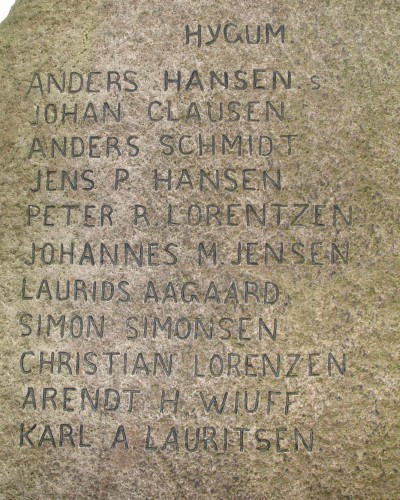 HYGUM
ANDERS HANSEN s
JOHAN CLAUSEN
ANDERS SCHMIDT
JENS P HANSEN
PETER R LORENTZEN
JOHANNES M JENSEN
LAURIDS AAGAARD
SIMON SIMONSEN
CHRISTIAN LORENZEN
ARENDT H WIUFF
KARL A LAURITSEN